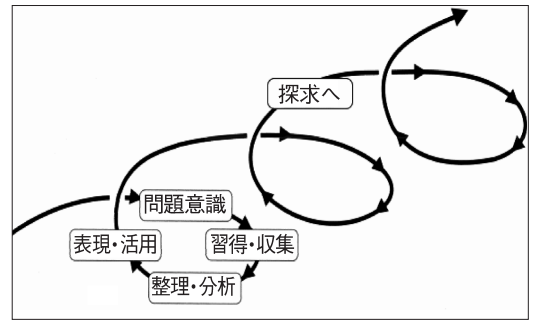 探求へ
問題意識
表現・活用
習得・収集
整理・分析